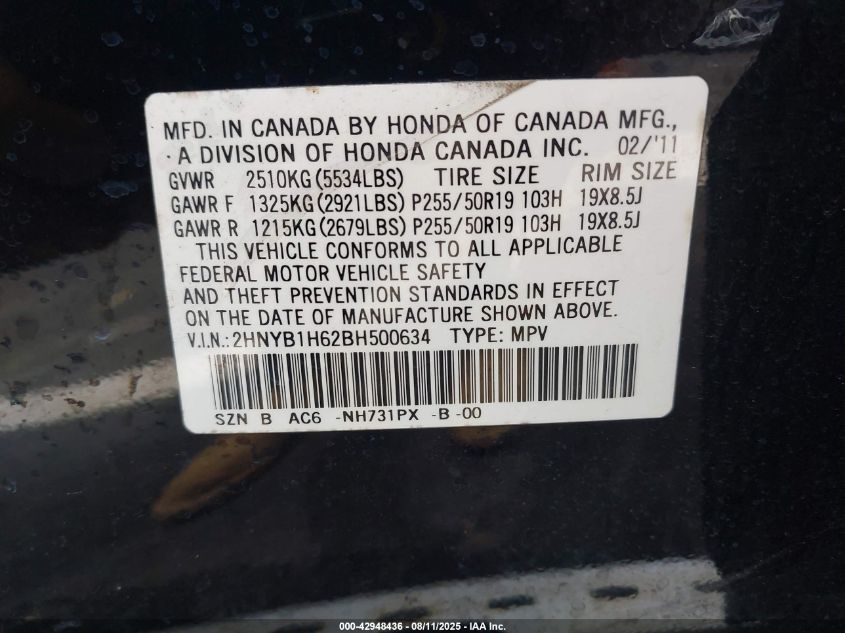 MFD. IN CANADA BY HONDA OF CANADA MFG.,
A DIVISION OF HONDA CANADA INC. 02/'11
GVWR 2510KG (5534LBS) TIRE SIZE RIM SIZE
GAWR F 1325KG (2921LBS) P255/50R19 103H 19X8.5J
GAWR R 1215KG (2679LBS) P255/50R19 103H 19X8.5J
THIS VEHICLE CONFORMS TO ALL APPLICABLE
FEDERAL MOTOR VEHICLE SAFETY
AND THEFT PREVENTION STANDARDS IN EFFECT
ON THE DATE OF MANUFACTURE SHOWN ABOVE.
V.I.N.:2HNYB1H62BH500634 TYPE: MPV
SZN B AC6 -NH731PX -B -00
000-42948436 - 08/11/2025 - IAA Inc.